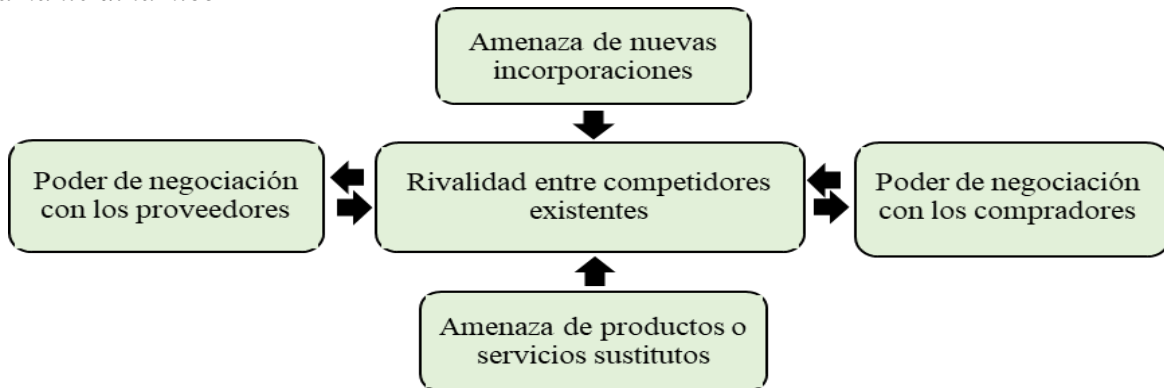 Amenaza de nuevas
incorporaciones
Poder de negociación
con los proveedores
Rivalidad entre competidores
existentes
Poder de negociación
con los compradores
Amenaza de productos o
servicios sustitutos